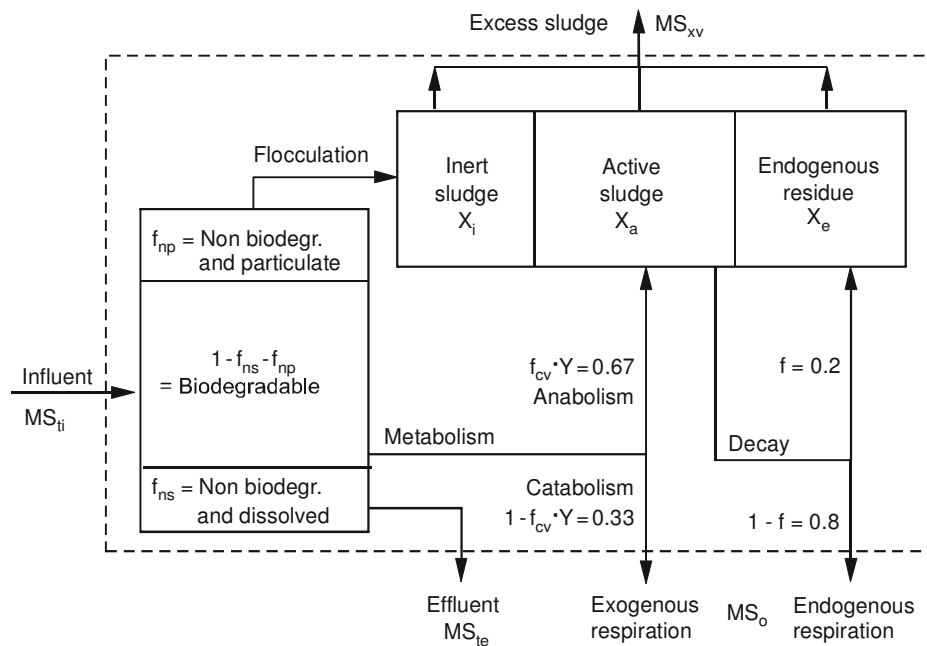 Excess sludge MS_xv
Flocculation
Inert
sludge
X_i
Active
sludge
X_a
Endogenous
residue
X_e
f_np = Non biodegr.
and particulate
1 - f_ns - f_np
= Biodegradable
f_ns = Non biodegr.
and dissolved
Influent
MS_ti
Metabolism
f_cv · Y = 0.67
Anabolism
Catabolism
1 - f_cv · Y = 0.33
f = 0.2
Decay
1 - f = 0.8
Effluent
MS_te
Exogenous
respiration
MS_o
Endogenous
respiration